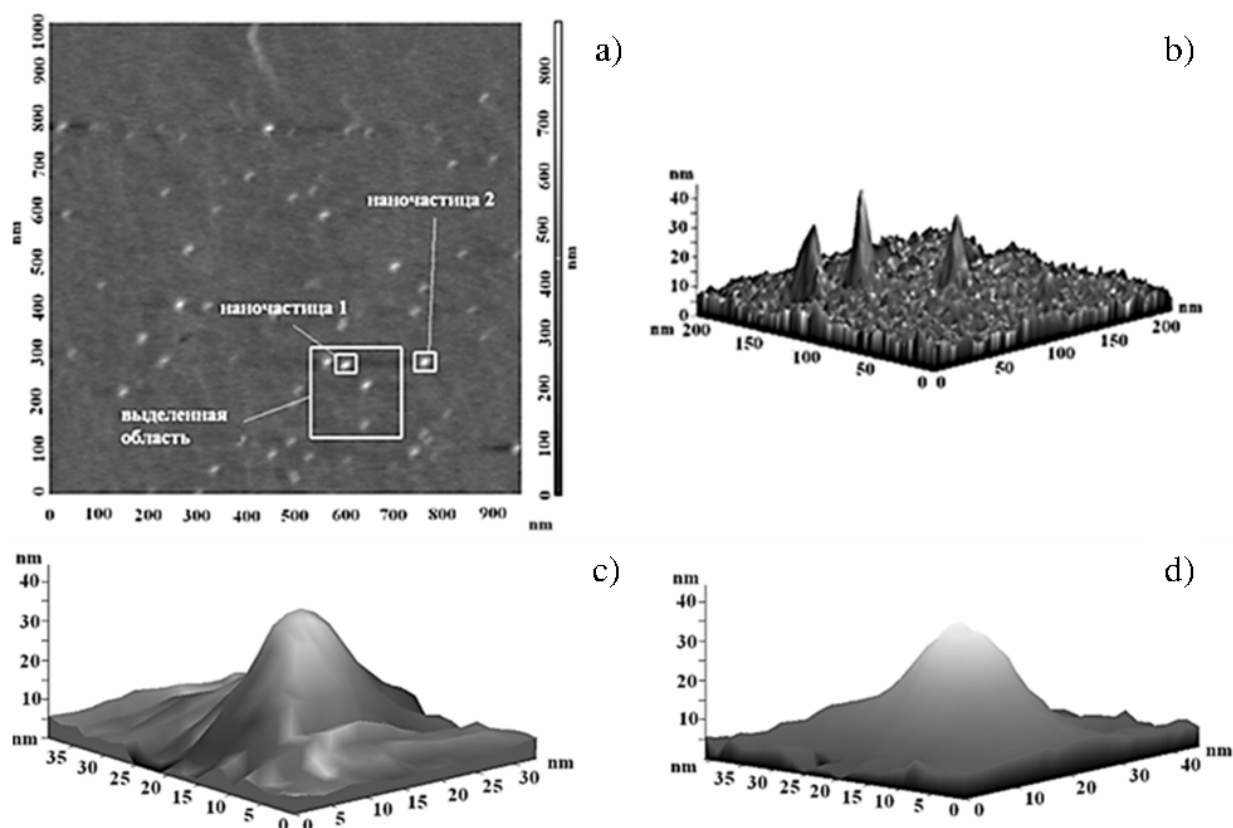 a)
1000
900
800
700
600
500
400
300
200
100
0
nm
0 100 200 300 400 500 600 700 800 900
nm
800
700
600
500
400
300
200
100
0
nm
наночастица 2
наночастица 1
выделенная
область
b)
nm
40
30
20
10
0
nm 200 150 100 50 0
0 50 100 150 200 nm
c)
nm
40
30
20
10
nm
35 30 25 20 15 10 5 0
0 5 10 15 20 25 30 nm
d)
nm
40
30
20
10
nm
35 30 25 20 15 10 5 0
0 10 20 30 40 nm